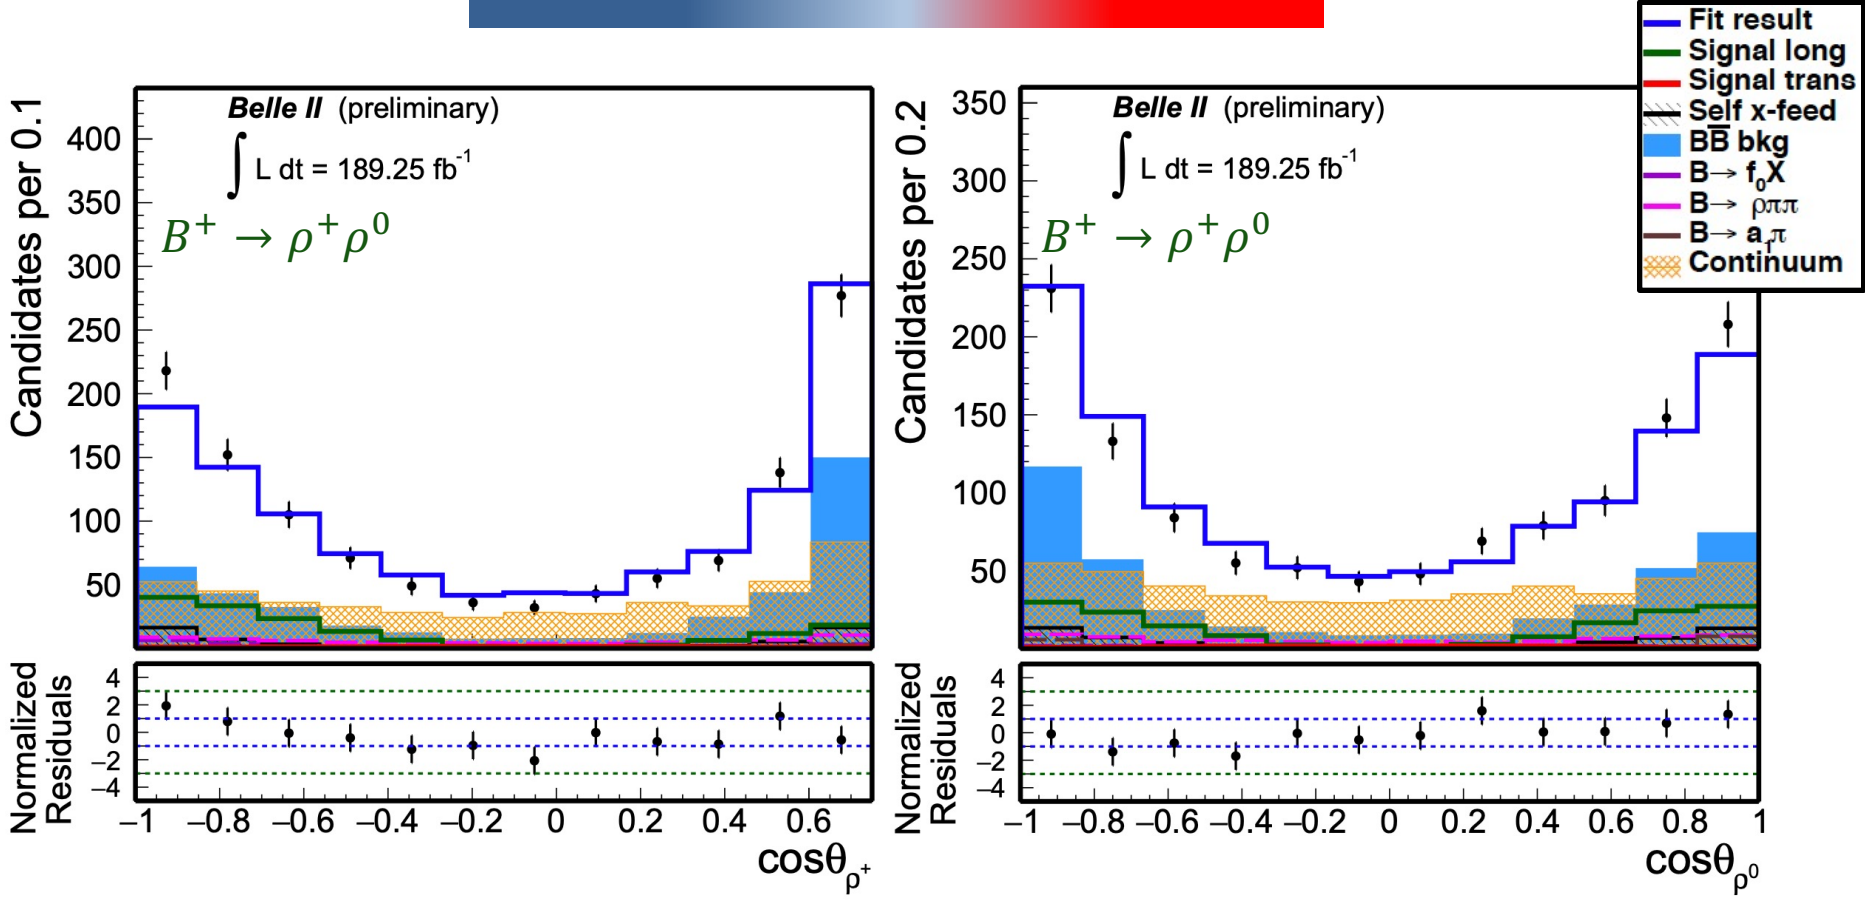 Fit result
Signal long
Signal trans
Self x-feed
BB̅ bkg
B→ f₀X
B→ ρππ
B→ a₁π
Continuum
Candidates per 0.1
400
350
300
250
200
150
100
50
Belle II (preliminary)
∫ L dt = 189.25 fb⁻¹
B⁺ → ρ⁺ρ⁰
Normalized
Residuals
4
2
0
−2
−4
−1 −0.8 −0.6 −0.4 −0.2 0 0.2 0.4 0.6
cosθρ⁺
Candidates per 0.2
350
300
250
200
150
100
50
Belle II (preliminary)
∫ L dt = 189.25 fb⁻¹
B⁺ → ρ⁺ρ⁰
Normalized
Residuals
4
2
0
−2
−4
−1 −0.8 −0.6 −0.4 −0.2 0 0.2 0.4 0.6 0.8 1
cosθρ⁰